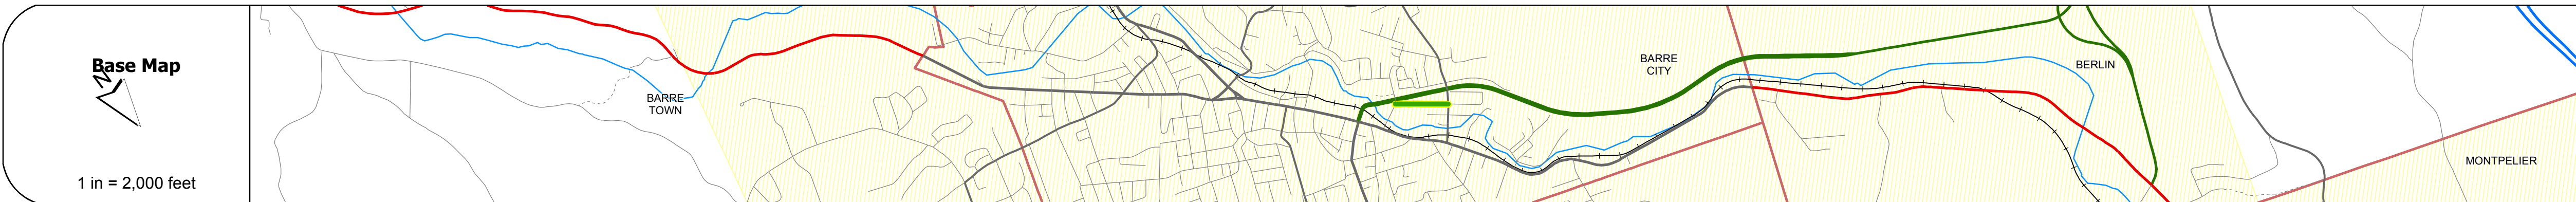 Base Map
N
1 in = 2,000 feet
BARRE
TOWN
BARRE
CITY
BERLIN
MONTPELIER